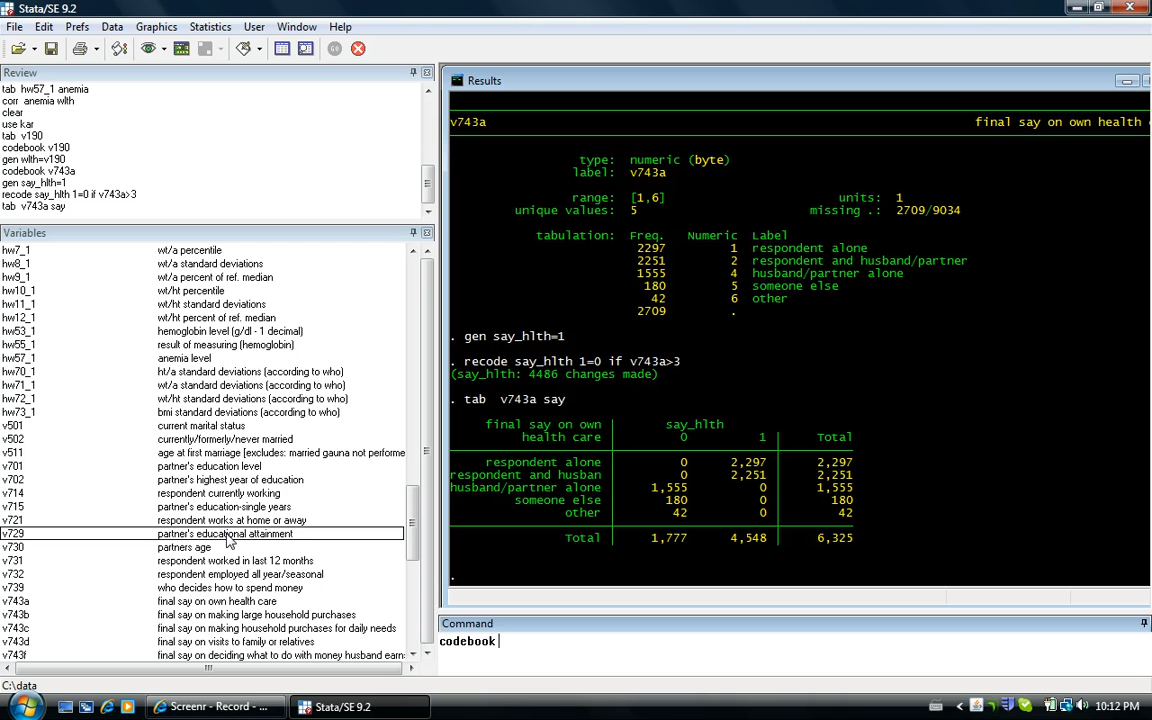 Stata/SE 9.2
File Edit Prefs Data Graphics Statistics User Window Help
Review
tab hw57_1 anemia
corr anemia wlth
clear
use kar
tab v190
codebook v190
gen wlth=v190
codebook v743a
gen say_hlth=1
recode say_hlth 1=0 if v743a>3
tab v743a say
Variables
hw7_1 wt/a percentile
hw8_1 wt/a standard deviations
hw9_1 wt/a percent of ref. median
hw10_1 wt/ht percentile
hw11_1 wt/ht standard deviations
hw12_1 wt/ht percent of ref. median
hw53_1 hemoglobin level (g/dl - 1 decimal)
hw55_1 result of measuring (hemoglobin)
hw57_1 anemia level
hw70_1 ht/a standard deviations (according to who)
hw71_1 wt/a standard deviations (according to who)
hw72_1 wt/ht standard deviations (according to who)
hw73_1 bmi standard deviations (according to who)
v501 current marital status
v502 currently/formerly/never married
v511 age at first marriage [excludes: married gauna not performe
v701 partner's education level
v702 partner's highest year of education
v714 respondent currently working
v715 partner's education-single years
v721 respondent works at home or away
v729 partner's educational attainment
v730 partners age
v731 respondent worked in last 12 months
v732 respondent employed all year/seasonal
v739 who decides how to spend money
v743a final say on own health care
v743b final say on making large household purchases
v743c final say on making household purchases for daily needs
v743d final say on visits to family or relatives
v743f final say on deciding what to do with money husband earn:
Results
v743a final say on own health
type: numeric (byte)
label: v743a
range: [1,6] units: 1
unique values: 5 missing .: 2709/9034
tabulation: Freq. Numeric Label
2297 1 respondent alone
2251 2 respondent and husband/partner
1555 4 husband/partner alone
180 5 someone else
42 6 other
2709 .
. gen say_hlth=1
. recode say_hlth 1=0 if v743a>3
(say_hlth: 4486 changes made)
. tab v743a say
final say on own say_hlth
health care 0 1 Total
respondent alone 0 2,297 2,297
respondent and husban 0 2,251 2,251
husband/partner alone 1,555 0 1,555
someone else 180 0 180
other 42 0 42
Total 1,777 4,548 6,325
.
Command
codebook
C:\data
Screenr - Record - ... Stata/SE 9.2 10:12 PM